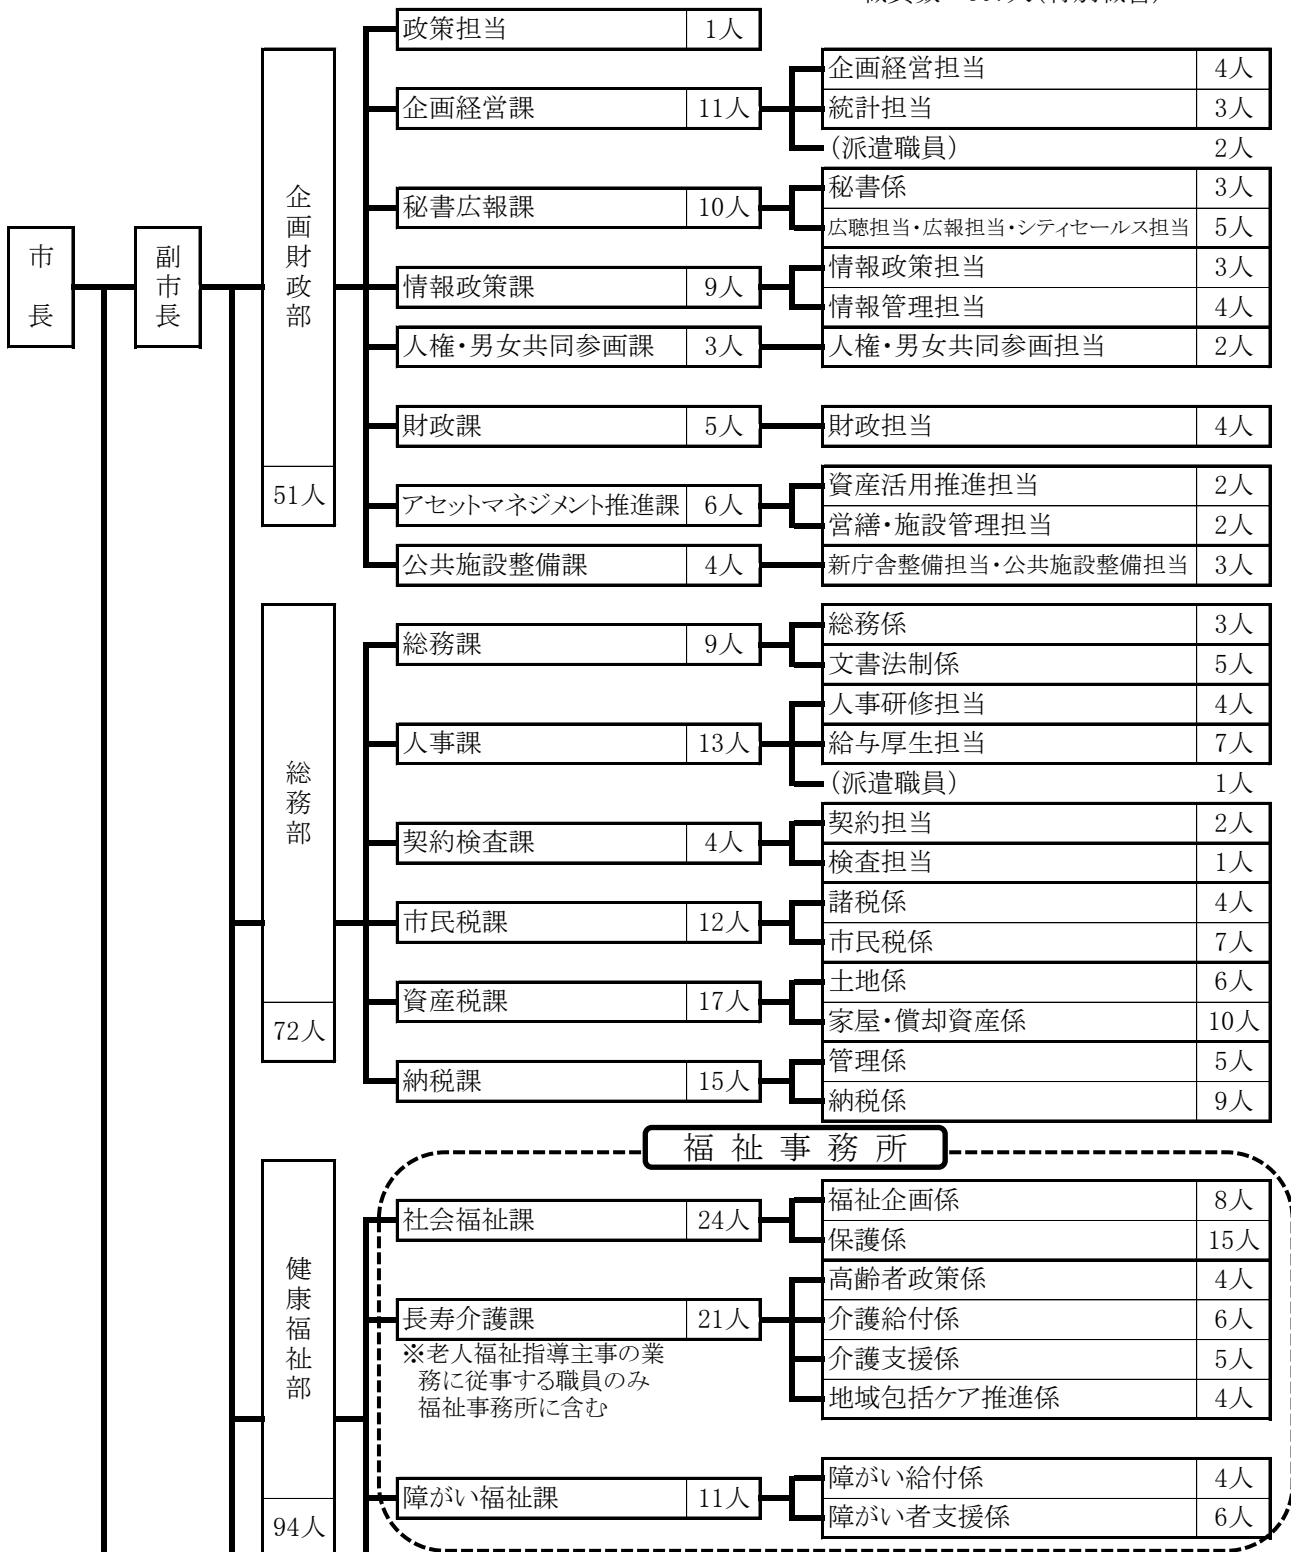 政策担当 1人
企画経営課 11人
企画経営担当 4人
統計担当 3人
(派遣職員) 2人
秘書広報課 10人
秘書係 3人
広聴担当・広報担当・シティセールス担当 5人
情報政策課 9人
情報政策担当 3人
情報管理担当 4人
人権・男女共同参画課 3人
人権・男女共同参画担当 2人
財政課 5人
財政担当 4人
アセットマネジメント推進課 6人
資産活用推進担当 2人
営繕・施設管理担当 2人
公共施設整備課 4人
新庁舎整備担当・公共施設整備担当 3人
市長
副市長
企画財政部
51人
総務部
72人
総務課 9人
総務係 3人
文書法制係 5人
人事課 13人
人事研修担当 4人
給与厚生担当 7人
(派遣職員) 1人
契約検査課 4人
契約担当 2人
検査担当 1人
市民税課 12人
諸税係 4人
市民税係 7人
資産税課 17人
土地係 6人
家屋・償却資産係 10人
納税課 15人
管理係 5人
納税係 9人
福祉事務所
健康福祉部
94人
社会福祉課 24人
福祉企画係 8人
保護係 15人
長寿介護課 21人
※老人福祉指導主事の業
務に従事する職員のみ
福祉事務所に含む
高齢者政策係 4人
介護給付係 6人
介護支援係 5人
地域包括ケア推進係 4人
障がい福祉課 11人
障がい給付係 4人
障がい者支援係 6人